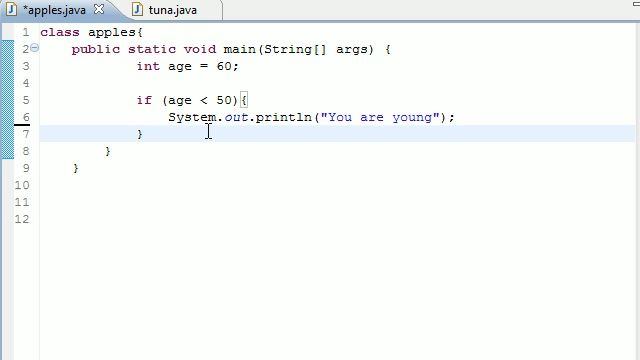 *apples.java tuna.java
1 class apples{
2 public static void main(String[] args) {
3 int age = 60;
4
5 if (age < 50){
6 System.out.println("You are young");
7 }
8 }
9 }
10
11
12